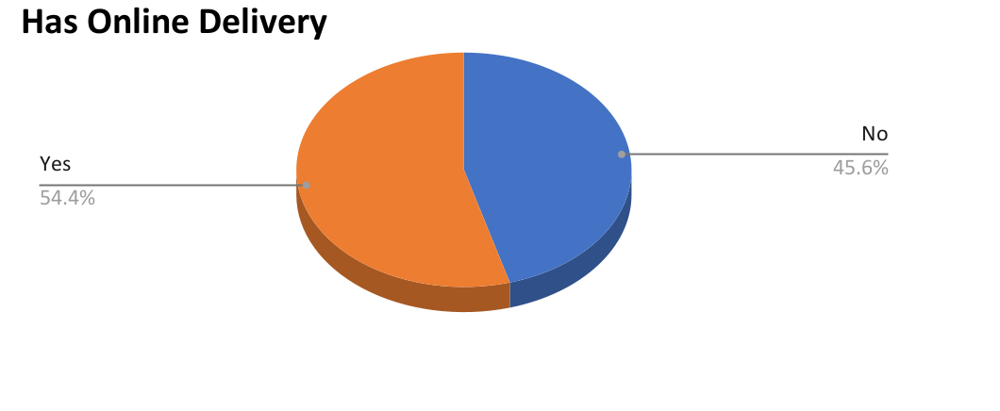 Has Online Delivery
No
45.6%
Yes
54.4%